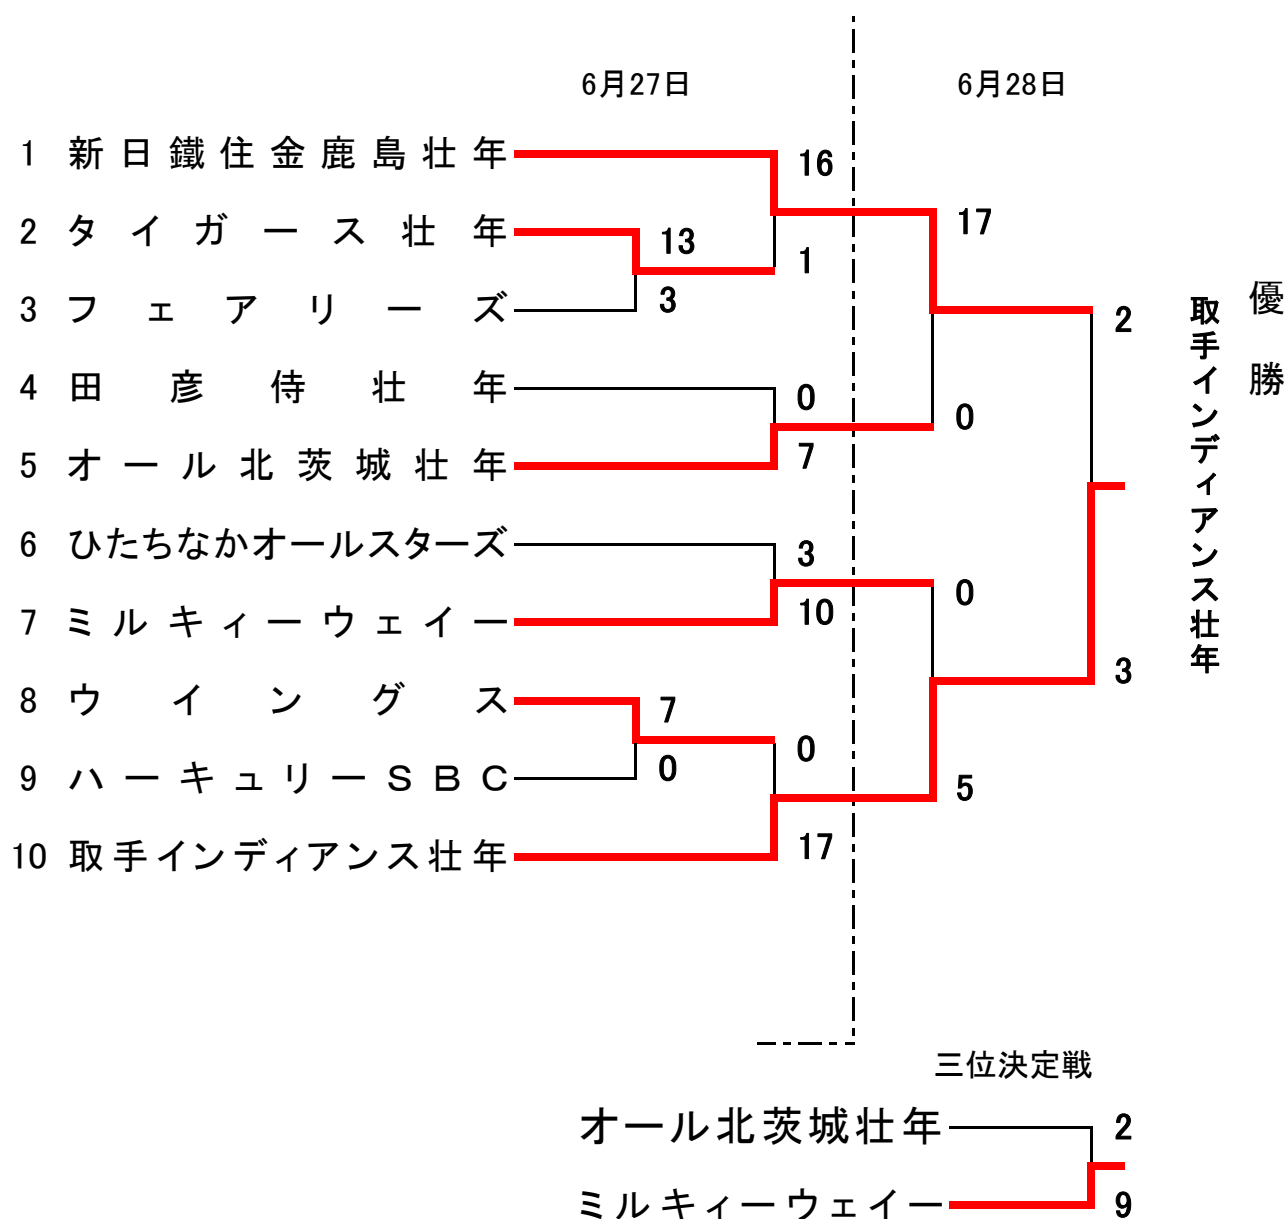 6月27日 6月28日
1 新日鐵住金鹿島壮年
2 タイガース壮年
3 フェアリーズ
4 田彦侍壮年
5 オール北茨城壮年
6 ひたちなかオールスターズ
7 ミルキィーウェイー
8 ウイングス
9 ハーキュリーＳＢＣ
10 取手インディアンス壮年
13
3
7
0
16
1
0
7
3
10
0
17
17
0
0
5
2
3
取手インディアンス壮年
優勝
三位決定戦
オール北茨城壮年 2
ミルキィーウェイー 9